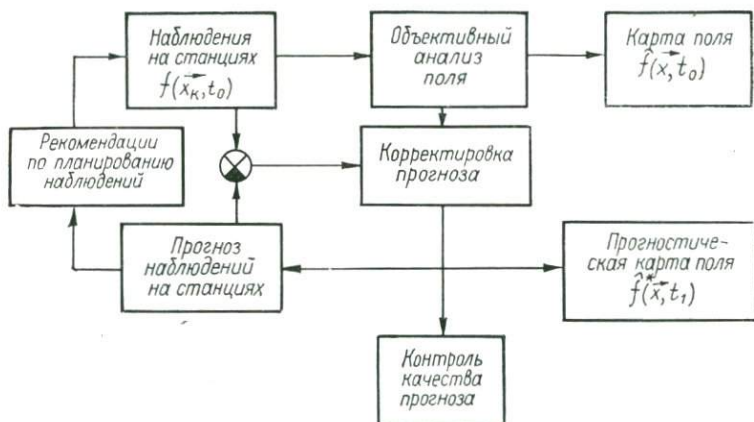 Наблюдения
на станциях
f(x⃗ₖ, t₀)
Объективный
анализ
поля
Карта поля
f̂(x⃗, t₀)
Рекомендации
по планированию
наблюдений
Корректировка
прогноза
Прогноз
наблюдений
на станциях
Прогностиче-
ская карта поля
f̂*(x⃗, t₁)
Контроль
качества
прогноза